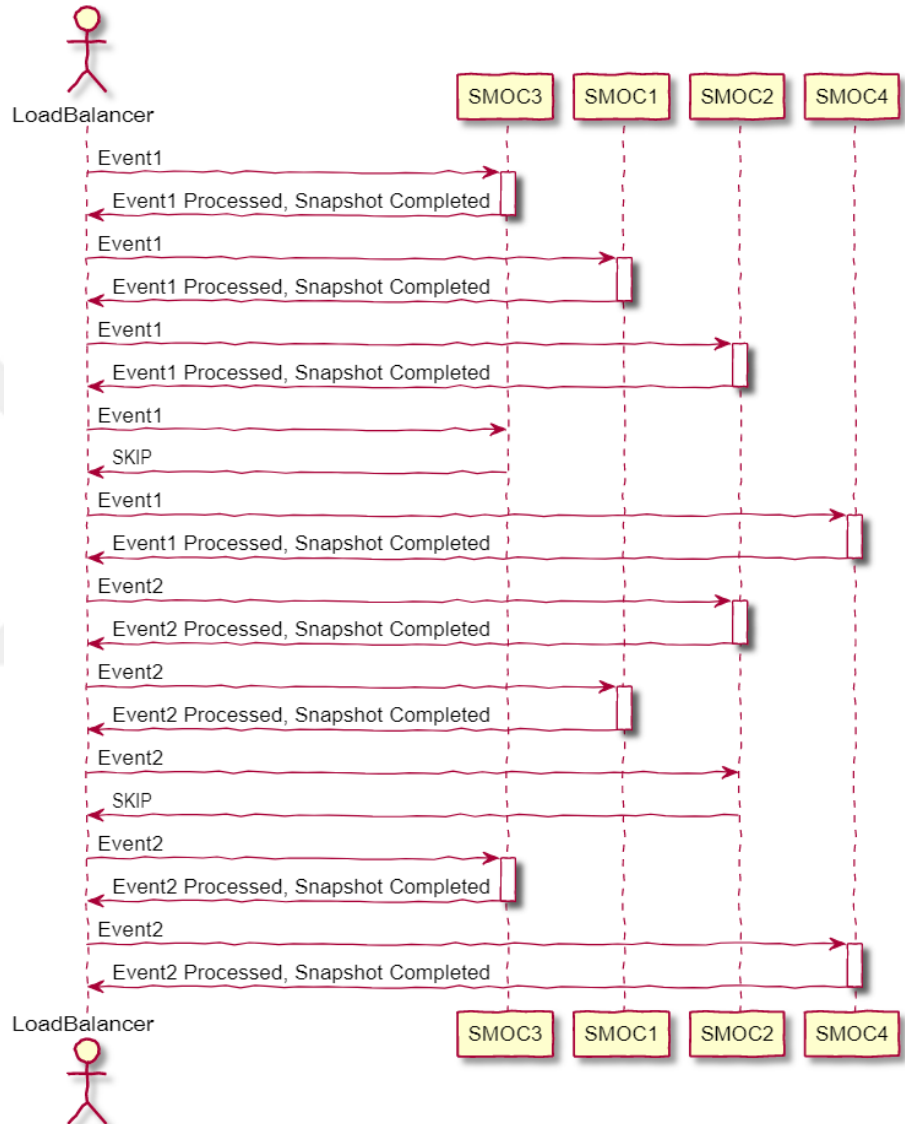 LoadBalancer
SMOC3 SMOC1 SMOC2 SMOC4
Event1
Event1 Processed, Snapshot Completed
Event1
Event1 Processed, Snapshot Completed
Event1
Event1 Processed, Snapshot Completed
Event1
SKIP
Event1
Event1 Processed, Snapshot Completed
Event2
Event2 Processed, Snapshot Completed
Event2
Event2 Processed, Snapshot Completed
Event2
SKIP
Event2
Event2 Processed, Snapshot Completed
Event2
Event2 Processed, Snapshot Completed
LoadBalancer
SMOC3 SMOC1 SMOC2 SMOC4